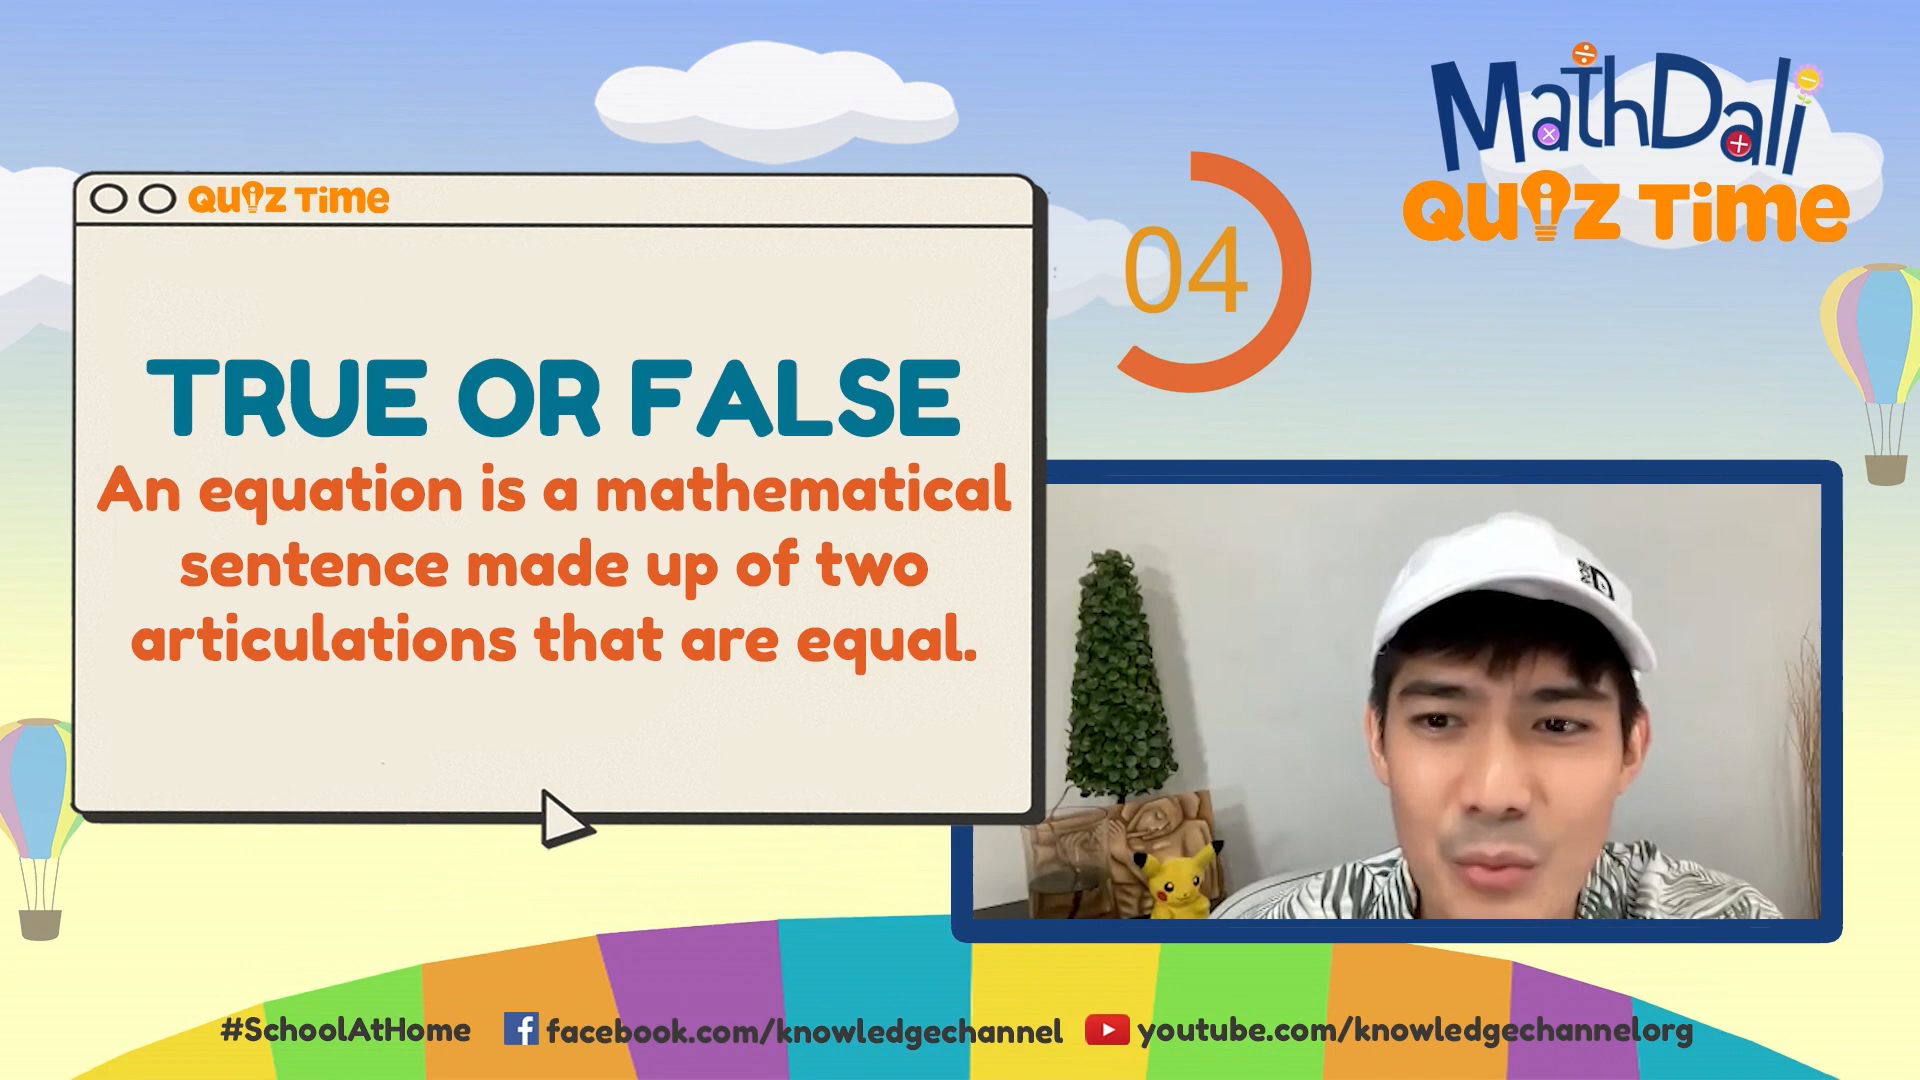 MathDali
QUIZ TIME
QUIZ TIME
04
TRUE OR FALSE
An equation is a mathematical
sentence made up of two
articulations that are equal.
#SchoolAtHome
facebook.com/knowledgechannel
youtube.com/knowledgechannelorg